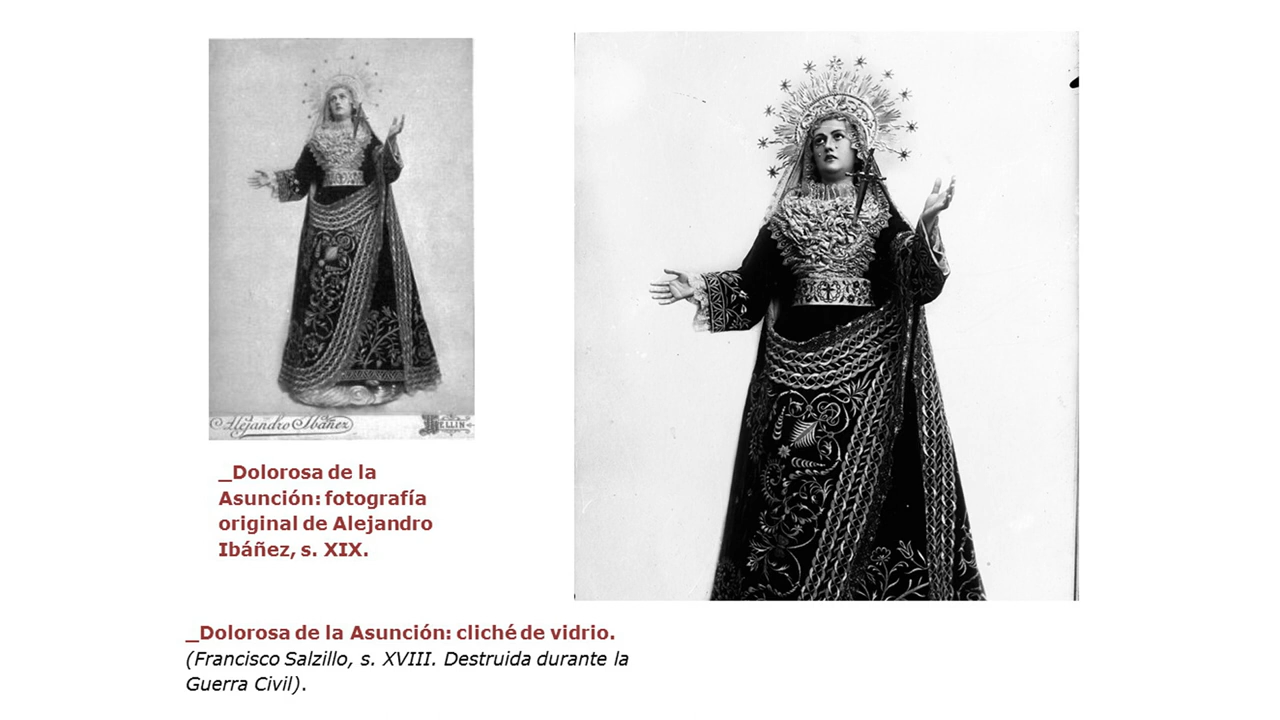 Alejandro Ibáñez
HELLIN
_Dolorosa de la
Asunción: fotografía
original de Alejandro
Ibáñez, s. XIX.
_Dolorosa de la Asunción: cliché de vidrio.
(Francisco Salzillo, s. XVIII. Destruida durante la
Guerra Civil).